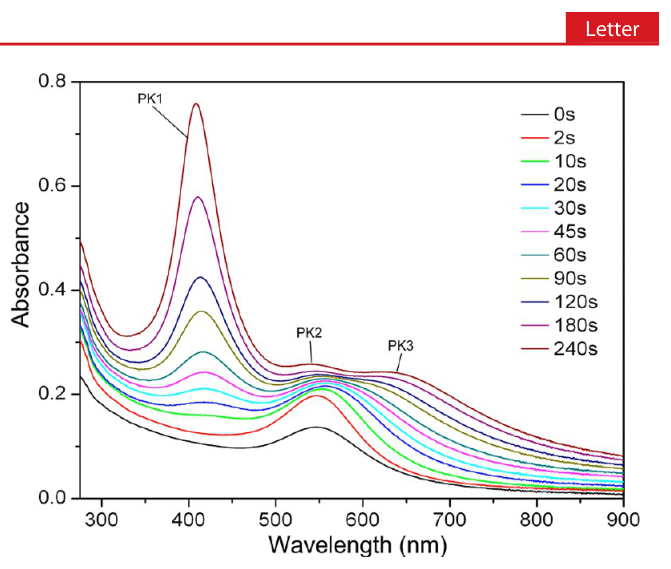 Letter
0.8
0.6
0.4
0.2
0.0
Absorbance
PK1
PK2
PK3
0s
2s
10s
20s
30s
45s
60s
90s
120s
180s
240s
300 400 500 600 700 800 900
Wavelength (nm)